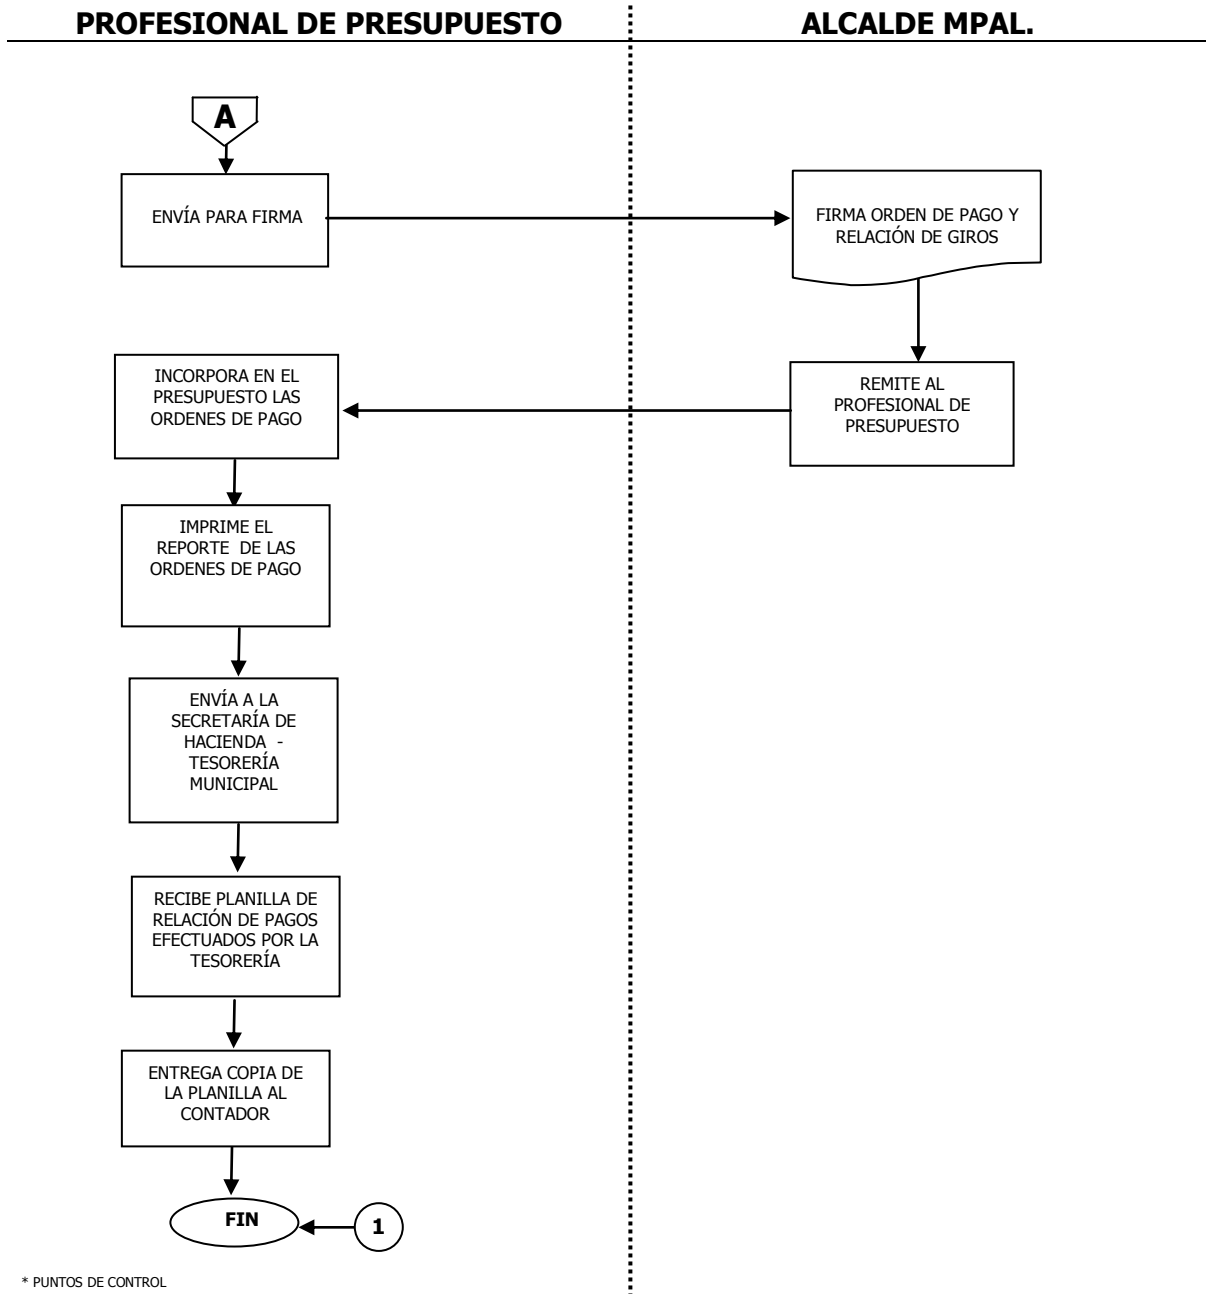 PROFESIONAL DE PRESUPUESTO
ALCALDE MPAL.
A
ENVÍA PARA FIRMA
FIRMA ORDEN DE PAGO Y
RELACIÓN DE GIROS
REMITE AL
PROFESIONAL DE
PRESUPUESTO
INCORPORA EN EL
PRESUPUESTO LAS
ORDENES DE PAGO
IMPRIME EL
REPORTE DE LAS
ORDENES DE PAGO
ENVÍA A LA
SECRETARÍA DE
HACIENDA -
TESORERÍA
MUNICIPAL
RECIBE PLANILLA DE
RELACIÓN DE PAGOS
EFECTUADOS POR LA
TESORERÍA
ENTREGA COPIA DE
LA PLANILLA AL
CONTADOR
FIN
1
* PUNTOS DE CONTROL